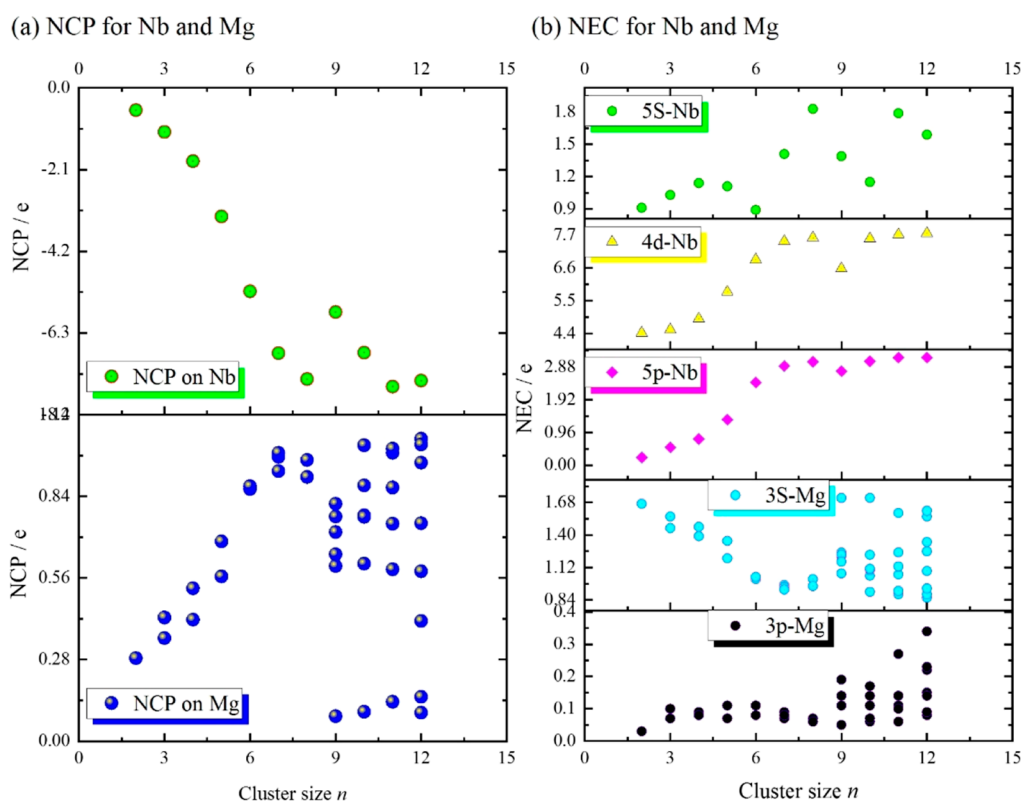 (a) NCP for Nb and Mg
0 3 6 9 12 15
0.0
-2.1
-4.2
-6.3
NCP / e
NCP on Nb
1.12
0.84
0.56
0.28
0.00
NCP / e
NCP on Mg
0 3 6 9 12 15
Cluster size n
(b) NEC for Nb and Mg
0 3 6 9 12 15
1.8
1.5
1.2
0.9
5S-Nb
7.7
6.6
5.5
4.4
4d-Nb
2.88
1.92
0.96
0.00
5p-Nb
NEC / e
1.68
1.40
1.12
0.84
3S-Mg
0.4
0.3
0.2
0.1
0.0
3p-Mg
0 3 6 9 12 15
Cluster size n